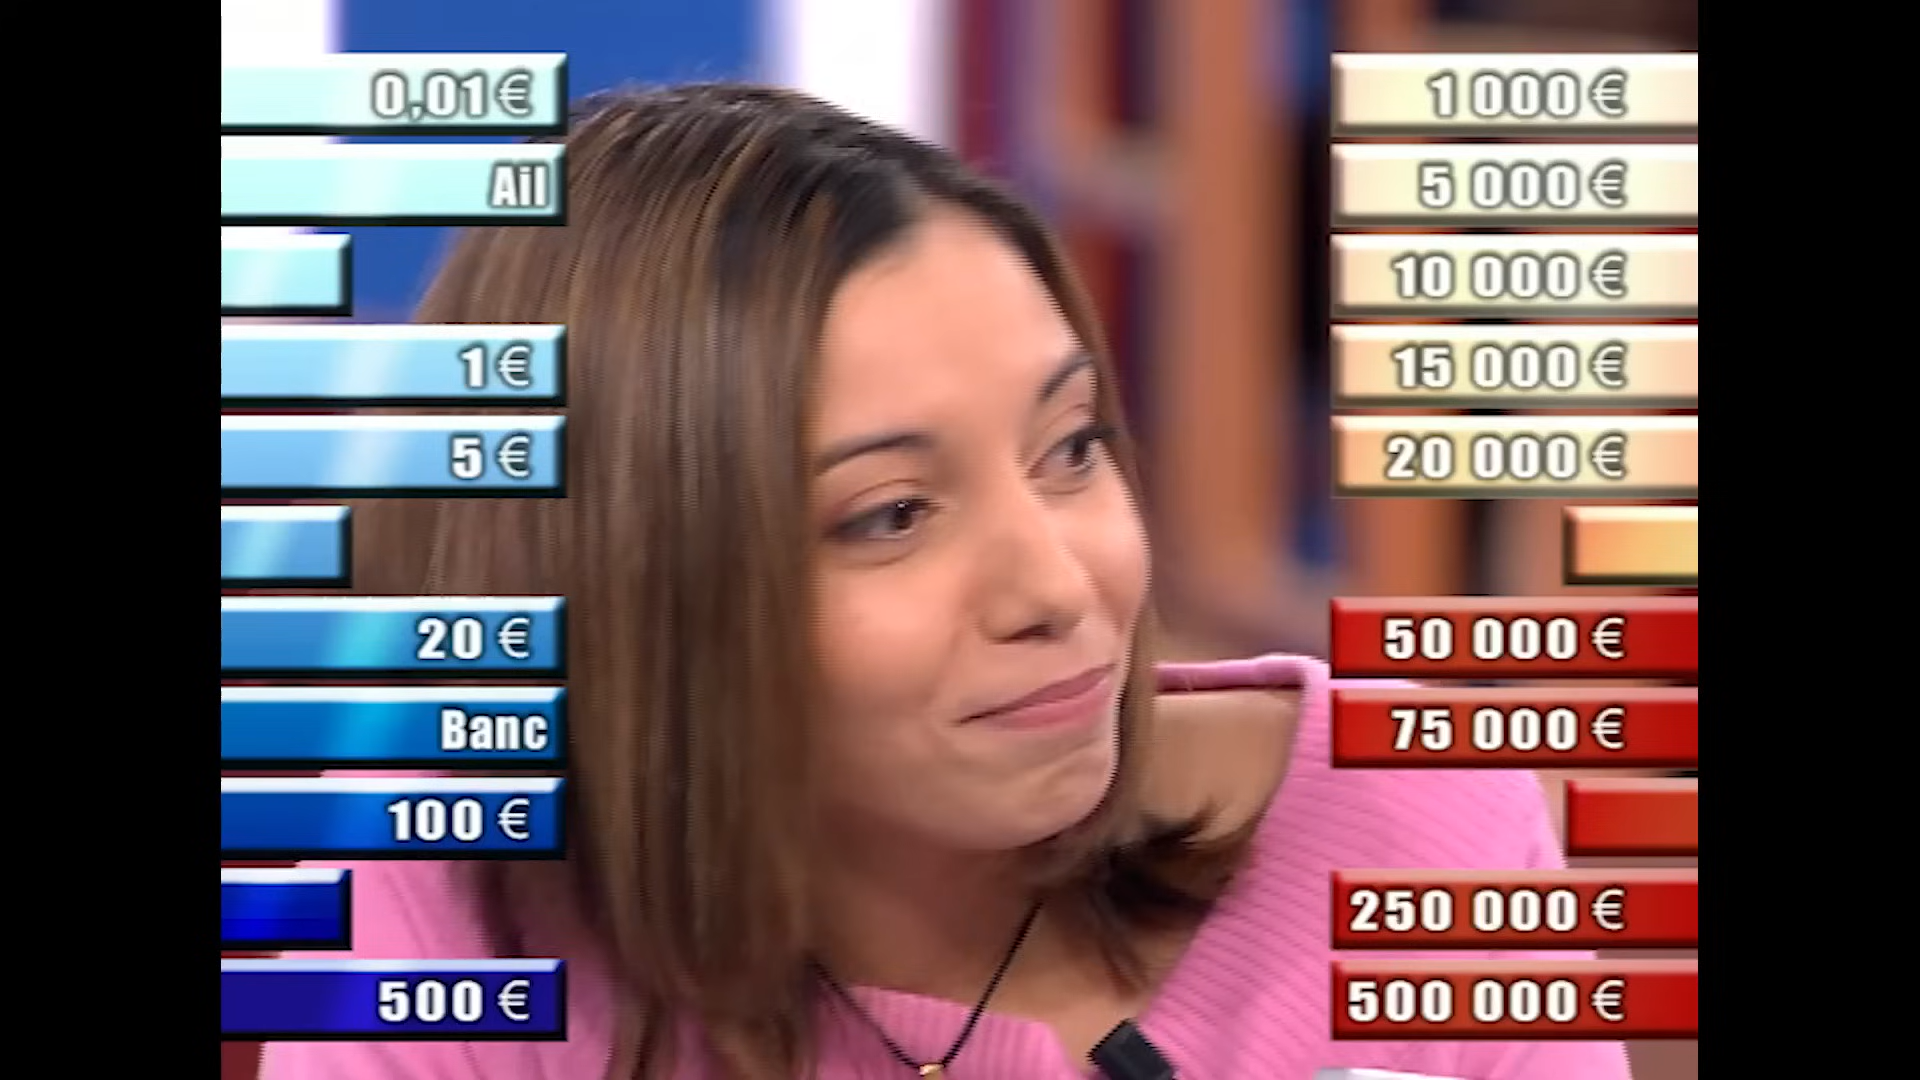 0,01 €
Ail
1 €
5 €
20 €
Banc
100 €
500 €
1 000 €
5 000 €
10 000 €
15 000 €
20 000 €
50 000 €
75 000 €
250 000 €
500 000 €